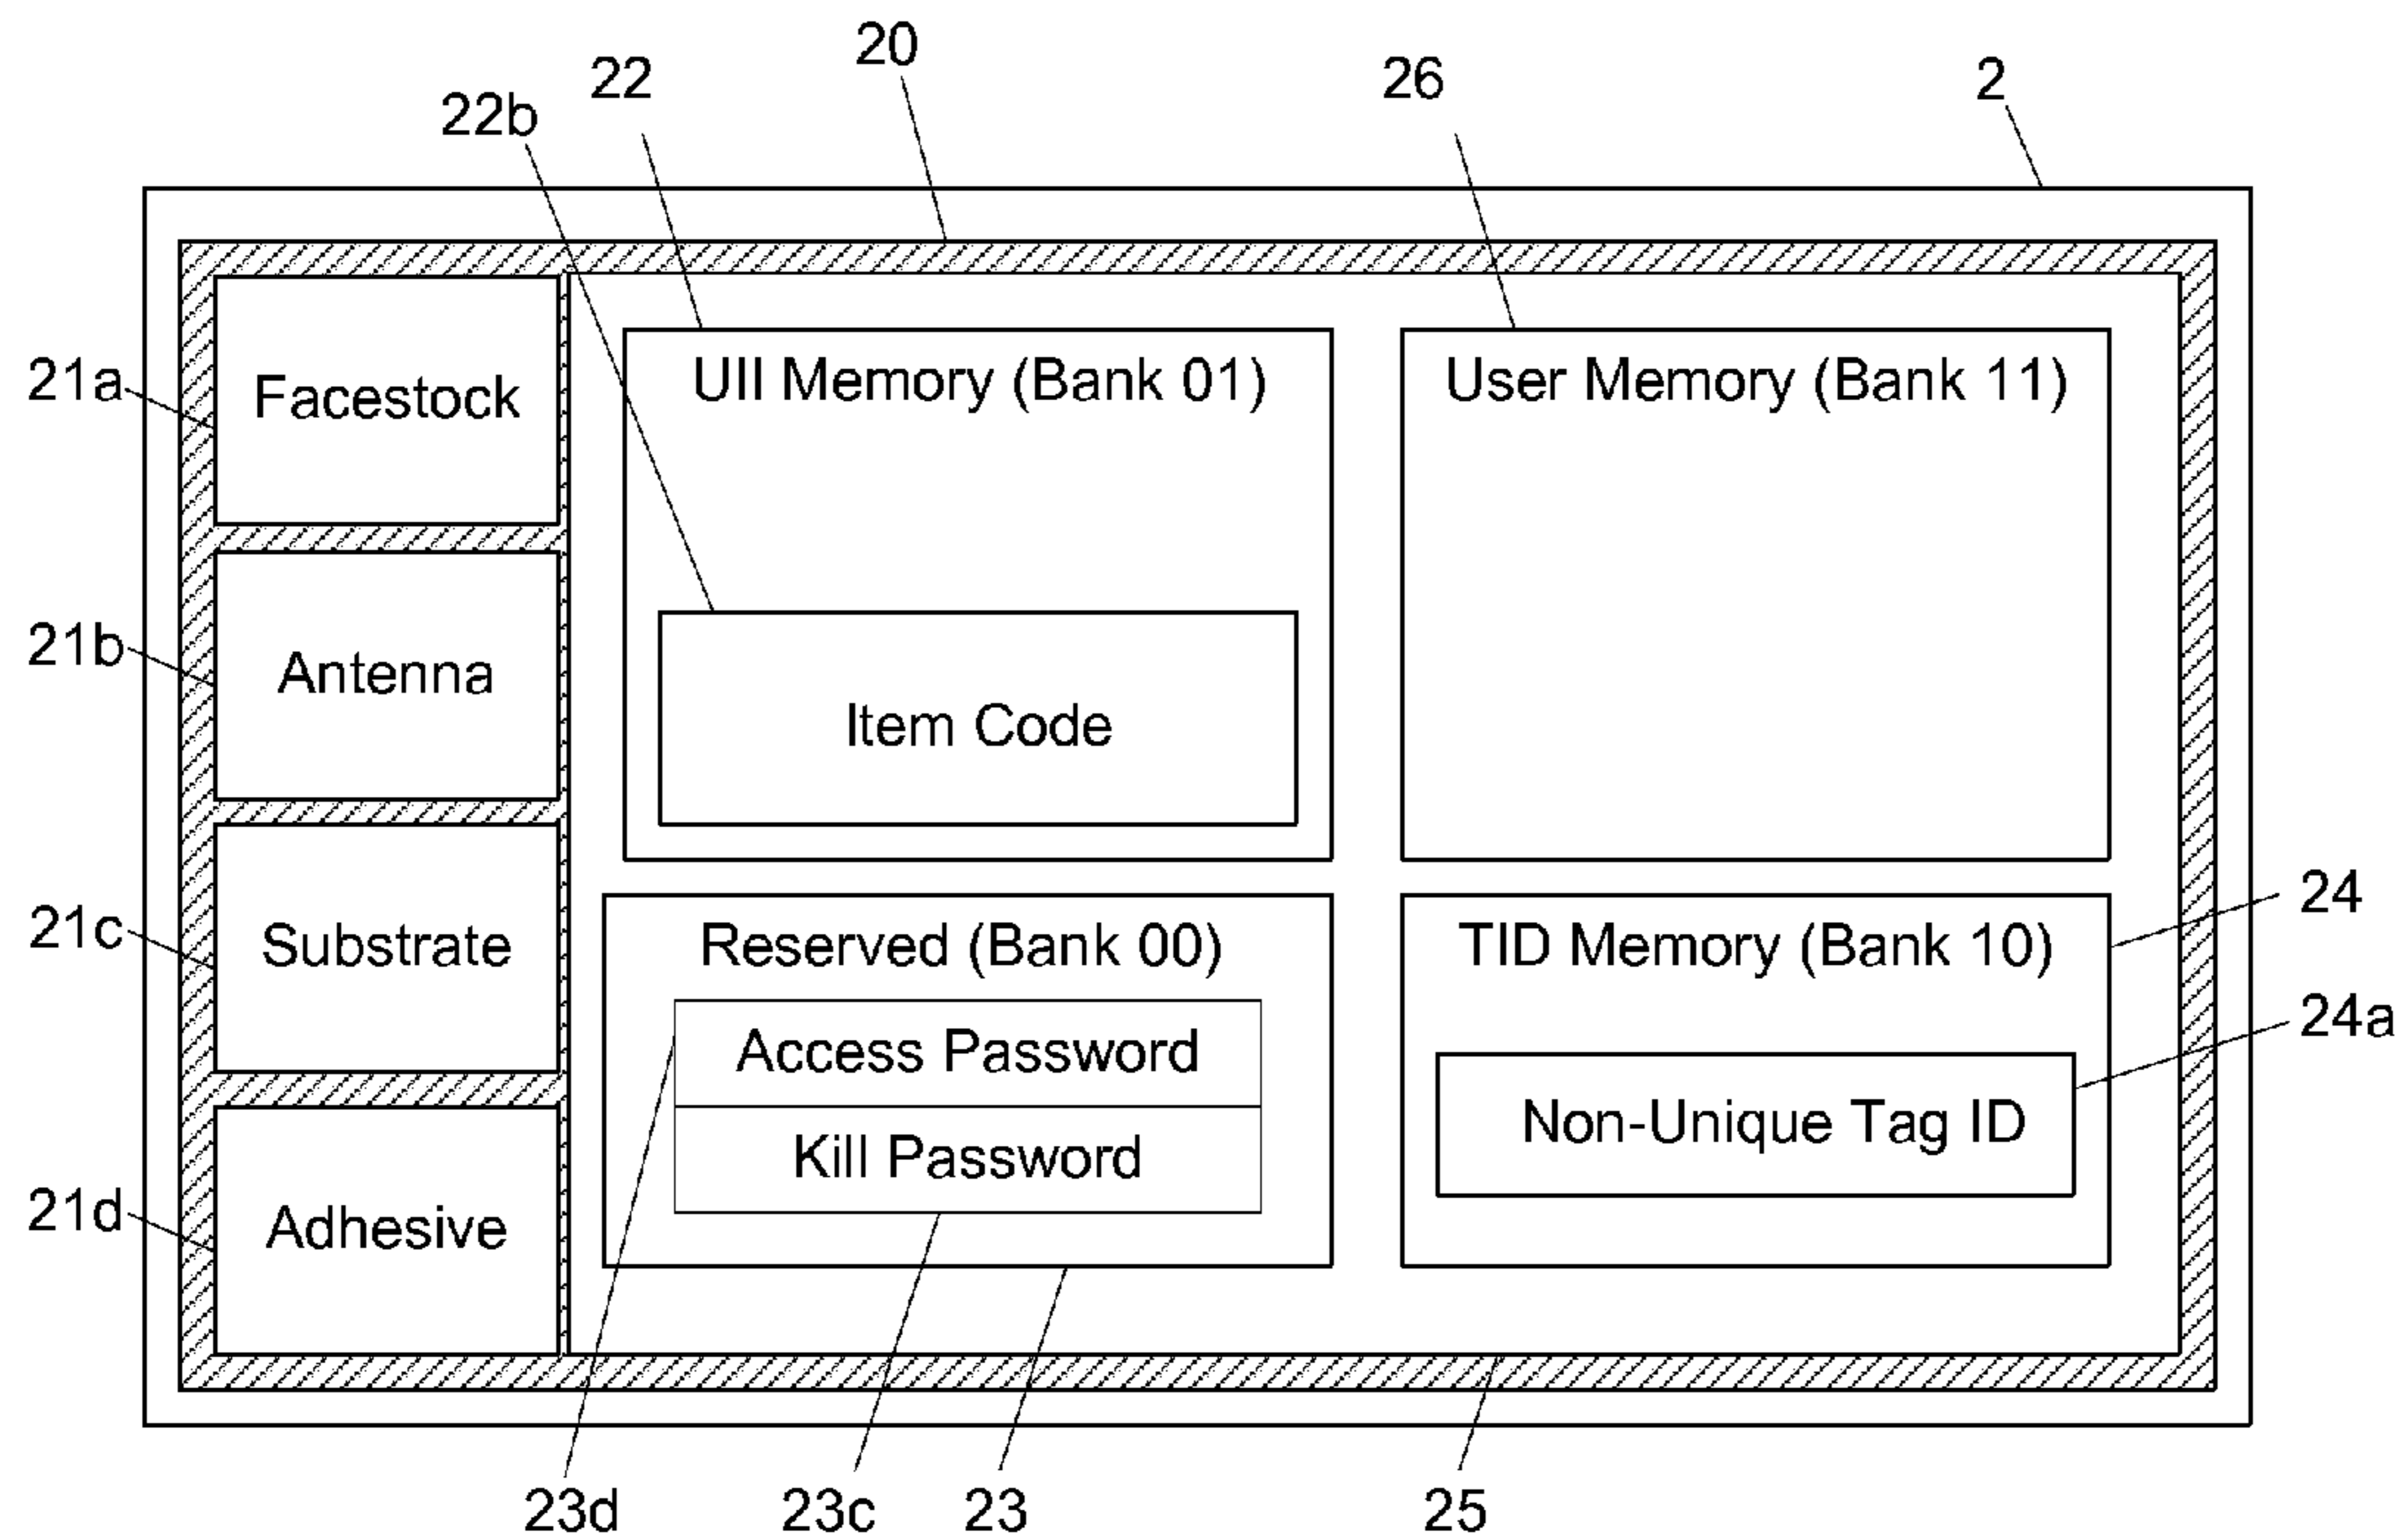 20
22
26
2
22b
UII Memory (Bank 01)
User Memory (Bank 11)
21a
Facestock
21b
Antenna
Item Code
24
21c
Substrate
Reserved (Bank 00)
TID Memory (Bank 10)
24a
Access Password
Non-Unique Tag ID
Kill Password
21d
Adhesive
23d
23c
23
25